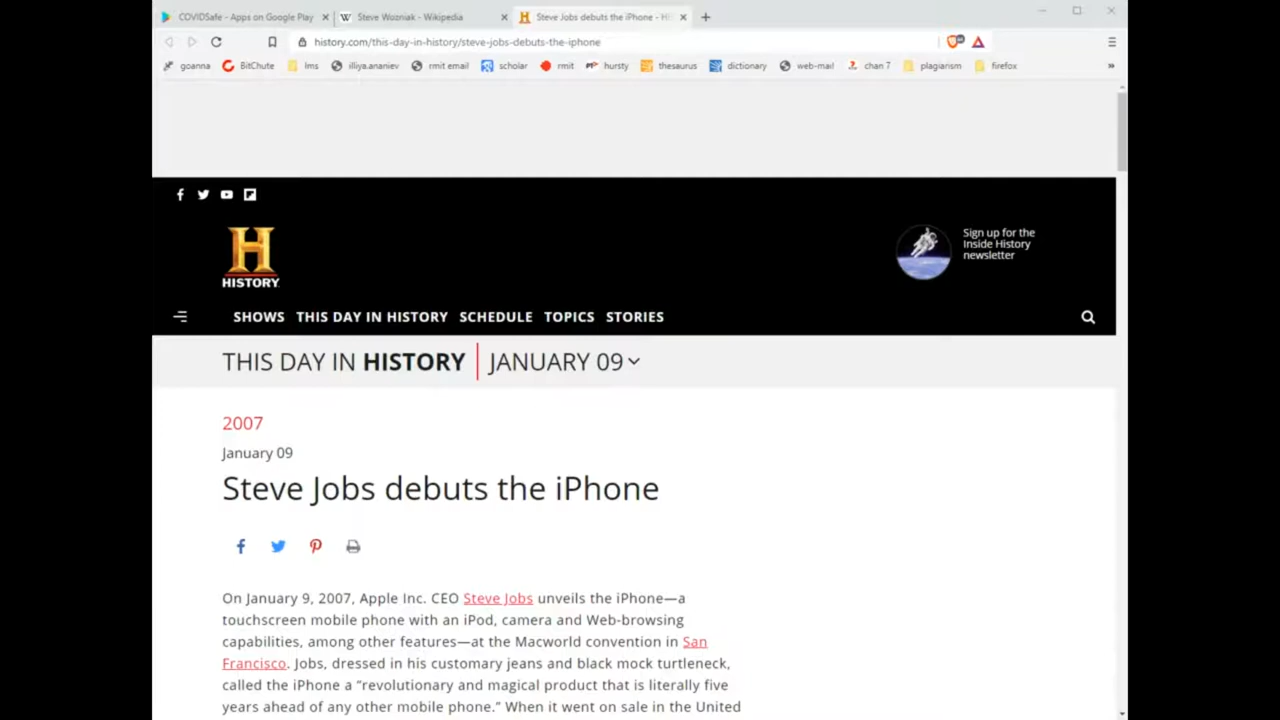 COVIDSafe - Apps on Google Play
Steve Wozniak - Wikipedia
Steve Jobs debuts the iPhone - H
history.com/this-day-in-history/steve-jobs-debuts-the-iphone
goanna BitChute lms illiya.ananiev rmit email scholar rmit hursty thesaurus dictionary web-mail chan 7 plagiarism firefox
H
HISTORY
Sign up for the
Inside History
newsletter
SHOWS THIS DAY IN HISTORY SCHEDULE TOPICS STORIES
THIS DAY IN HISTORY JANUARY 09
2007
January 09
Steve Jobs debuts the iPhone
On January 9, 2007, Apple Inc. CEO Steve Jobs unveils the iPhone—a
touchscreen mobile phone with an iPod, camera and Web-browsing
capabilities, among other features—at the Macworld convention in San
Francisco. Jobs, dressed in his customary jeans and black mock turtleneck,
called the iPhone a “revolutionary and magical product that is literally five
years ahead of any other mobile phone.” When it went on sale in the United